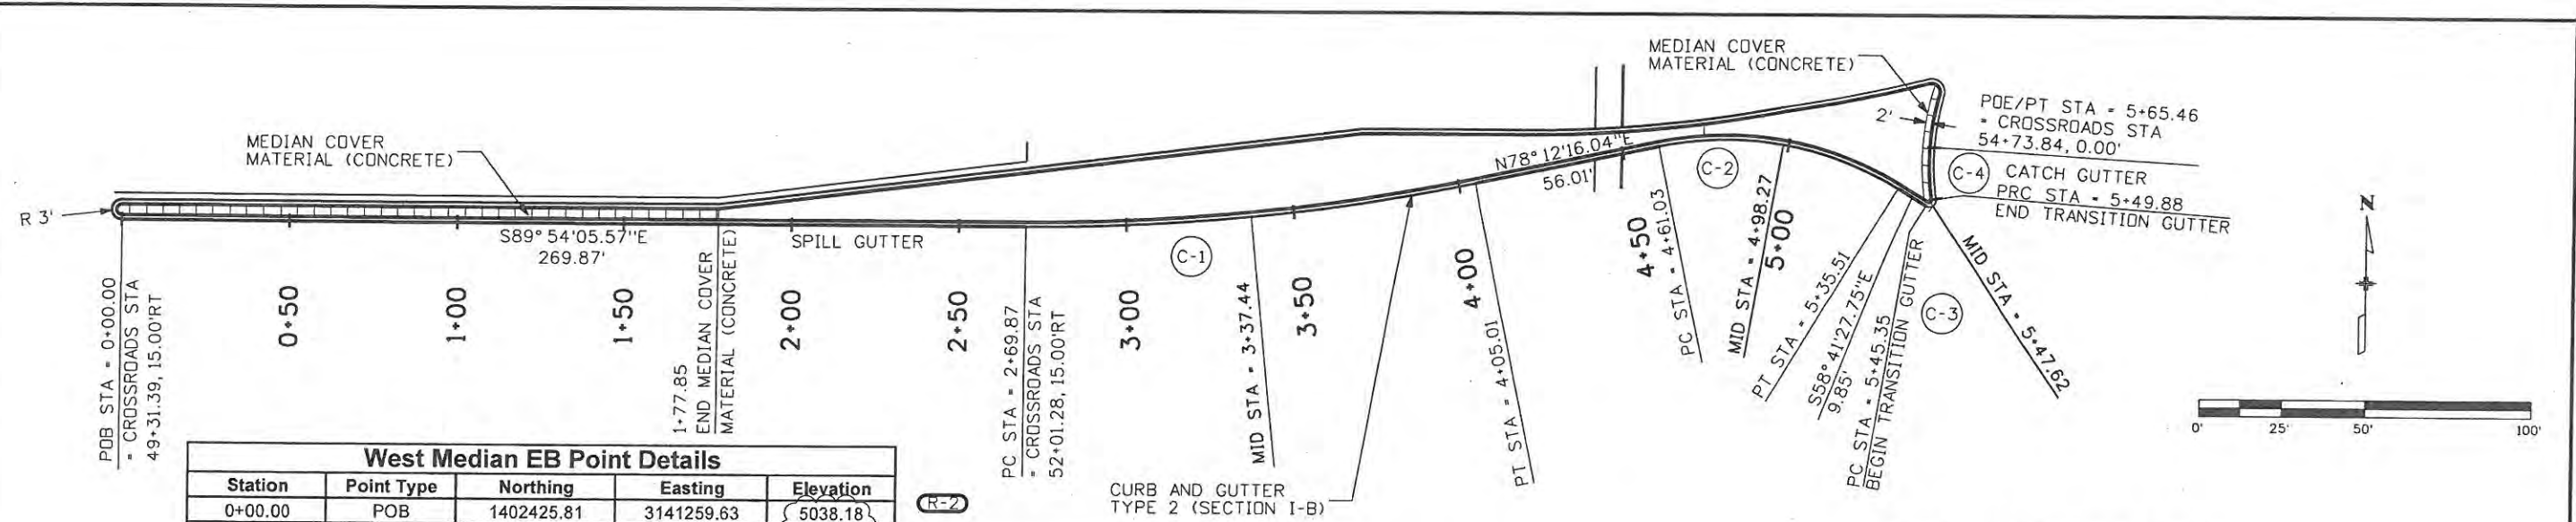 MEDIAN COVER
MATERIAL (CONCRETE)
MEDIAN COVER
MATERIAL (CONCRETE)
2'
POE/PT STA = 5+65.46
= CROSSROADS STA
54+73.84, 0.00'
C-4
CATCH GUTTER
PRC STA = 5+49.88
END TRANSITION GUTTER
R 3'
S89°54'05.57"E
269.87'
SPILL GUTTER
C-1
N78°12'16.04"E
56.01'
C-2
C-3
N
POB STA = 0+00.00
= CROSSROADS STA
49+31.39, 15.00'RT
0+50
1+00
1+50
1+77.85
END MEDIAN COVER
MATERIAL (CONCRETE)
2+00
2+50
PC STA = 2+69.87
= CROSSROADS STA
52+01.28, 15.00'RT
3+00
MID STA = 3+37.44
3+50
4+00
PT STA = 4+05.01
4+50
PC STA = 4+61.03
MID STA = 4+98.27
5+00
PT STA = 5+35.51
S58°41'27.75"E
9.85'
PC STA = 5+45.35
BEGIN TRANSITION GUTTER
MID STA = 5+47.62
0' 25' 50' 100'
CURB AND GUTTER
TYPE 2 (SECTION I-B)
R-2
West Median EB Point Details
Station Point Type Northing Easting Elevation
0+00.00 POB 1402425.81 3141259.63 5038.18